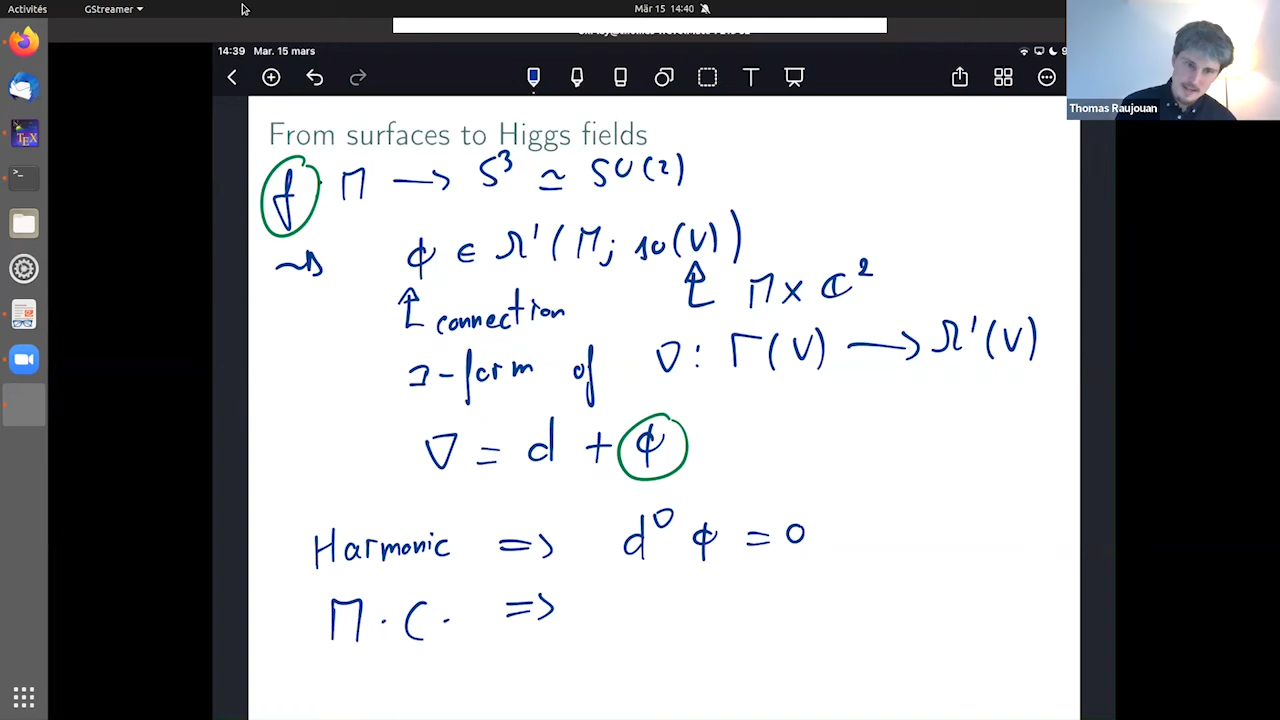 Activités GStreamer Mär 15 14:40
14:39 Mar. 15 mars
Thomas Raujouan
From surfaces to Higgs fields
f: M → S³ ≃ SU(2)
⇝ ϕ ∈ Ω¹(M; su(V))
↑ connection ↑ M × ℂ²
1-form of ∇: Γ(V) → Ω¹(V)
∇ = d + ϕ
Harmonic => d^∇ ϕ = 0
M.C. =>